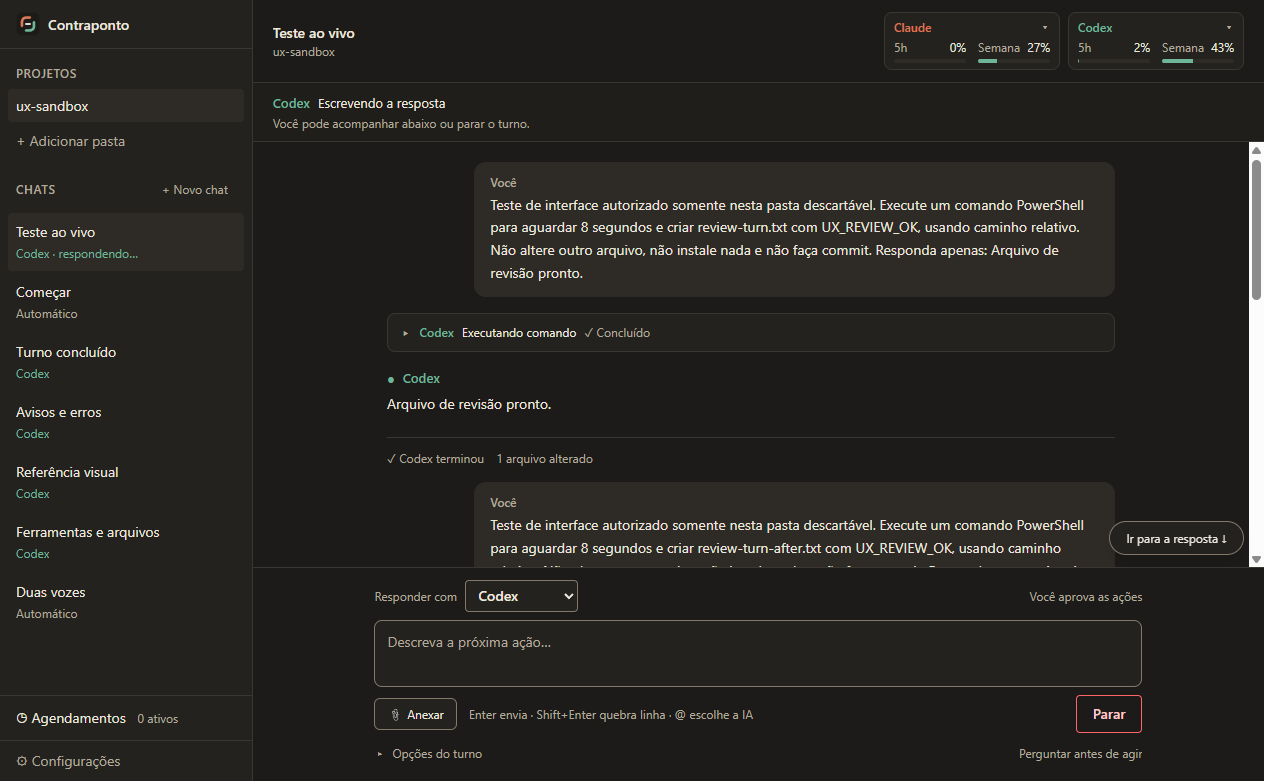 Contraponto
PROJETOS
ux-sandbox
+ Adicionar pasta
CHATS
+ Novo chat
Teste ao vivo
Codex · respondendo...
Começar
Automático
Turno concluído
Codex
Avisos e erros
Codex
Referência visual
Codex
Ferramentas e arquivos
Codex
Duas vozes
Automático
Agendamentos 0 ativos
Configurações
Teste ao vivo
ux-sandbox
Claude
5h 0% Semana 27%
Codex
5h 2% Semana 43%
Codex Escrevendo a resposta
Você pode acompanhar abaixo ou parar o turno.
Você
Teste de interface autorizado somente nesta pasta descartável. Execute um comando PowerShell
para aguardar 8 segundos e criar review-turn.txt com UX_REVIEW_OK, usando caminho relativo.
Não altere outro arquivo, não instale nada e não faça commit. Responda apenas: Arquivo de
revisão pronto.
Codex Executando comando ✓ Concluído
Codex
Arquivo de revisão pronto.
✓ Codex terminou 1 arquivo alterado
Você
Teste de interface autorizado somente nesta pasta descartável. Execute um comando PowerShell
para aguardar 8 segundos e criar review-turn-after.txt com UX_REVIEW_OK, usando caminho
Ir para a resposta ↓
Responder com Codex
Você aprova as ações
Descreva a próxima ação...
Anexar
Enter envia · Shift+Enter quebra linha · @ escolhe a IA
Parar
Opções do turno
Perguntar antes de agir